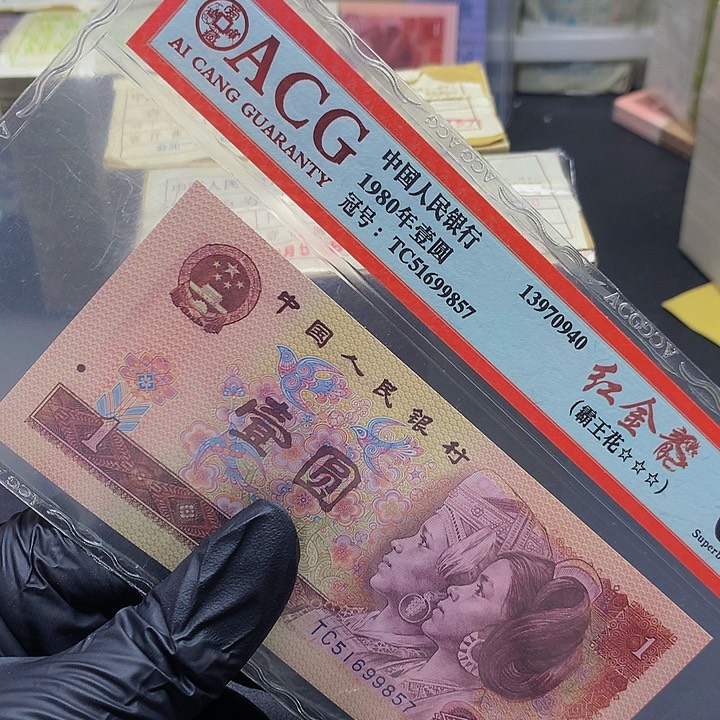 ACG
AI CANG GUARANTY
中国人民银行
1980年壹圆
冠号：TC51699857
13970940
红金龙
(霸王花☆☆☆)
Superb
ACG ACG
中国人民银行
壹圆
1
TC51699857
1